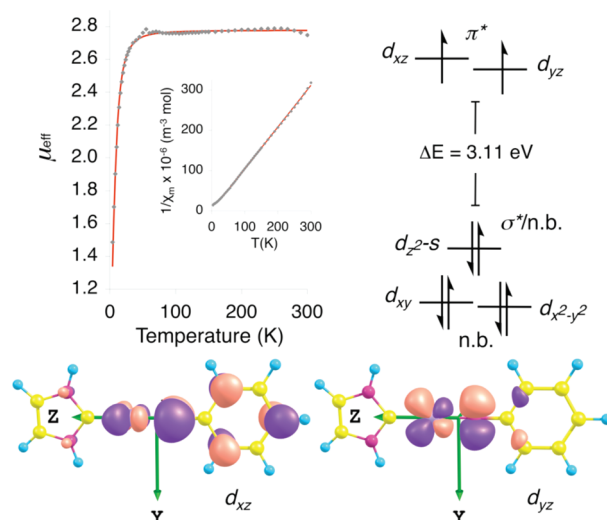 2.8
2.6
2.4
2.2
2.0
1.8
1.6
1.4
1.2
μeff
0 100 200 300
Temperature (K)
300
200
100
0
1/χm x 10-6 (m-3 mol)
0 100 200 300
T(K)
dxz π* dyz
ΔE = 3.11 eV
σ*/n.b.
dz2-s
dxy dx2-y2
n.b.
Z Y dxz
Z Y dyz